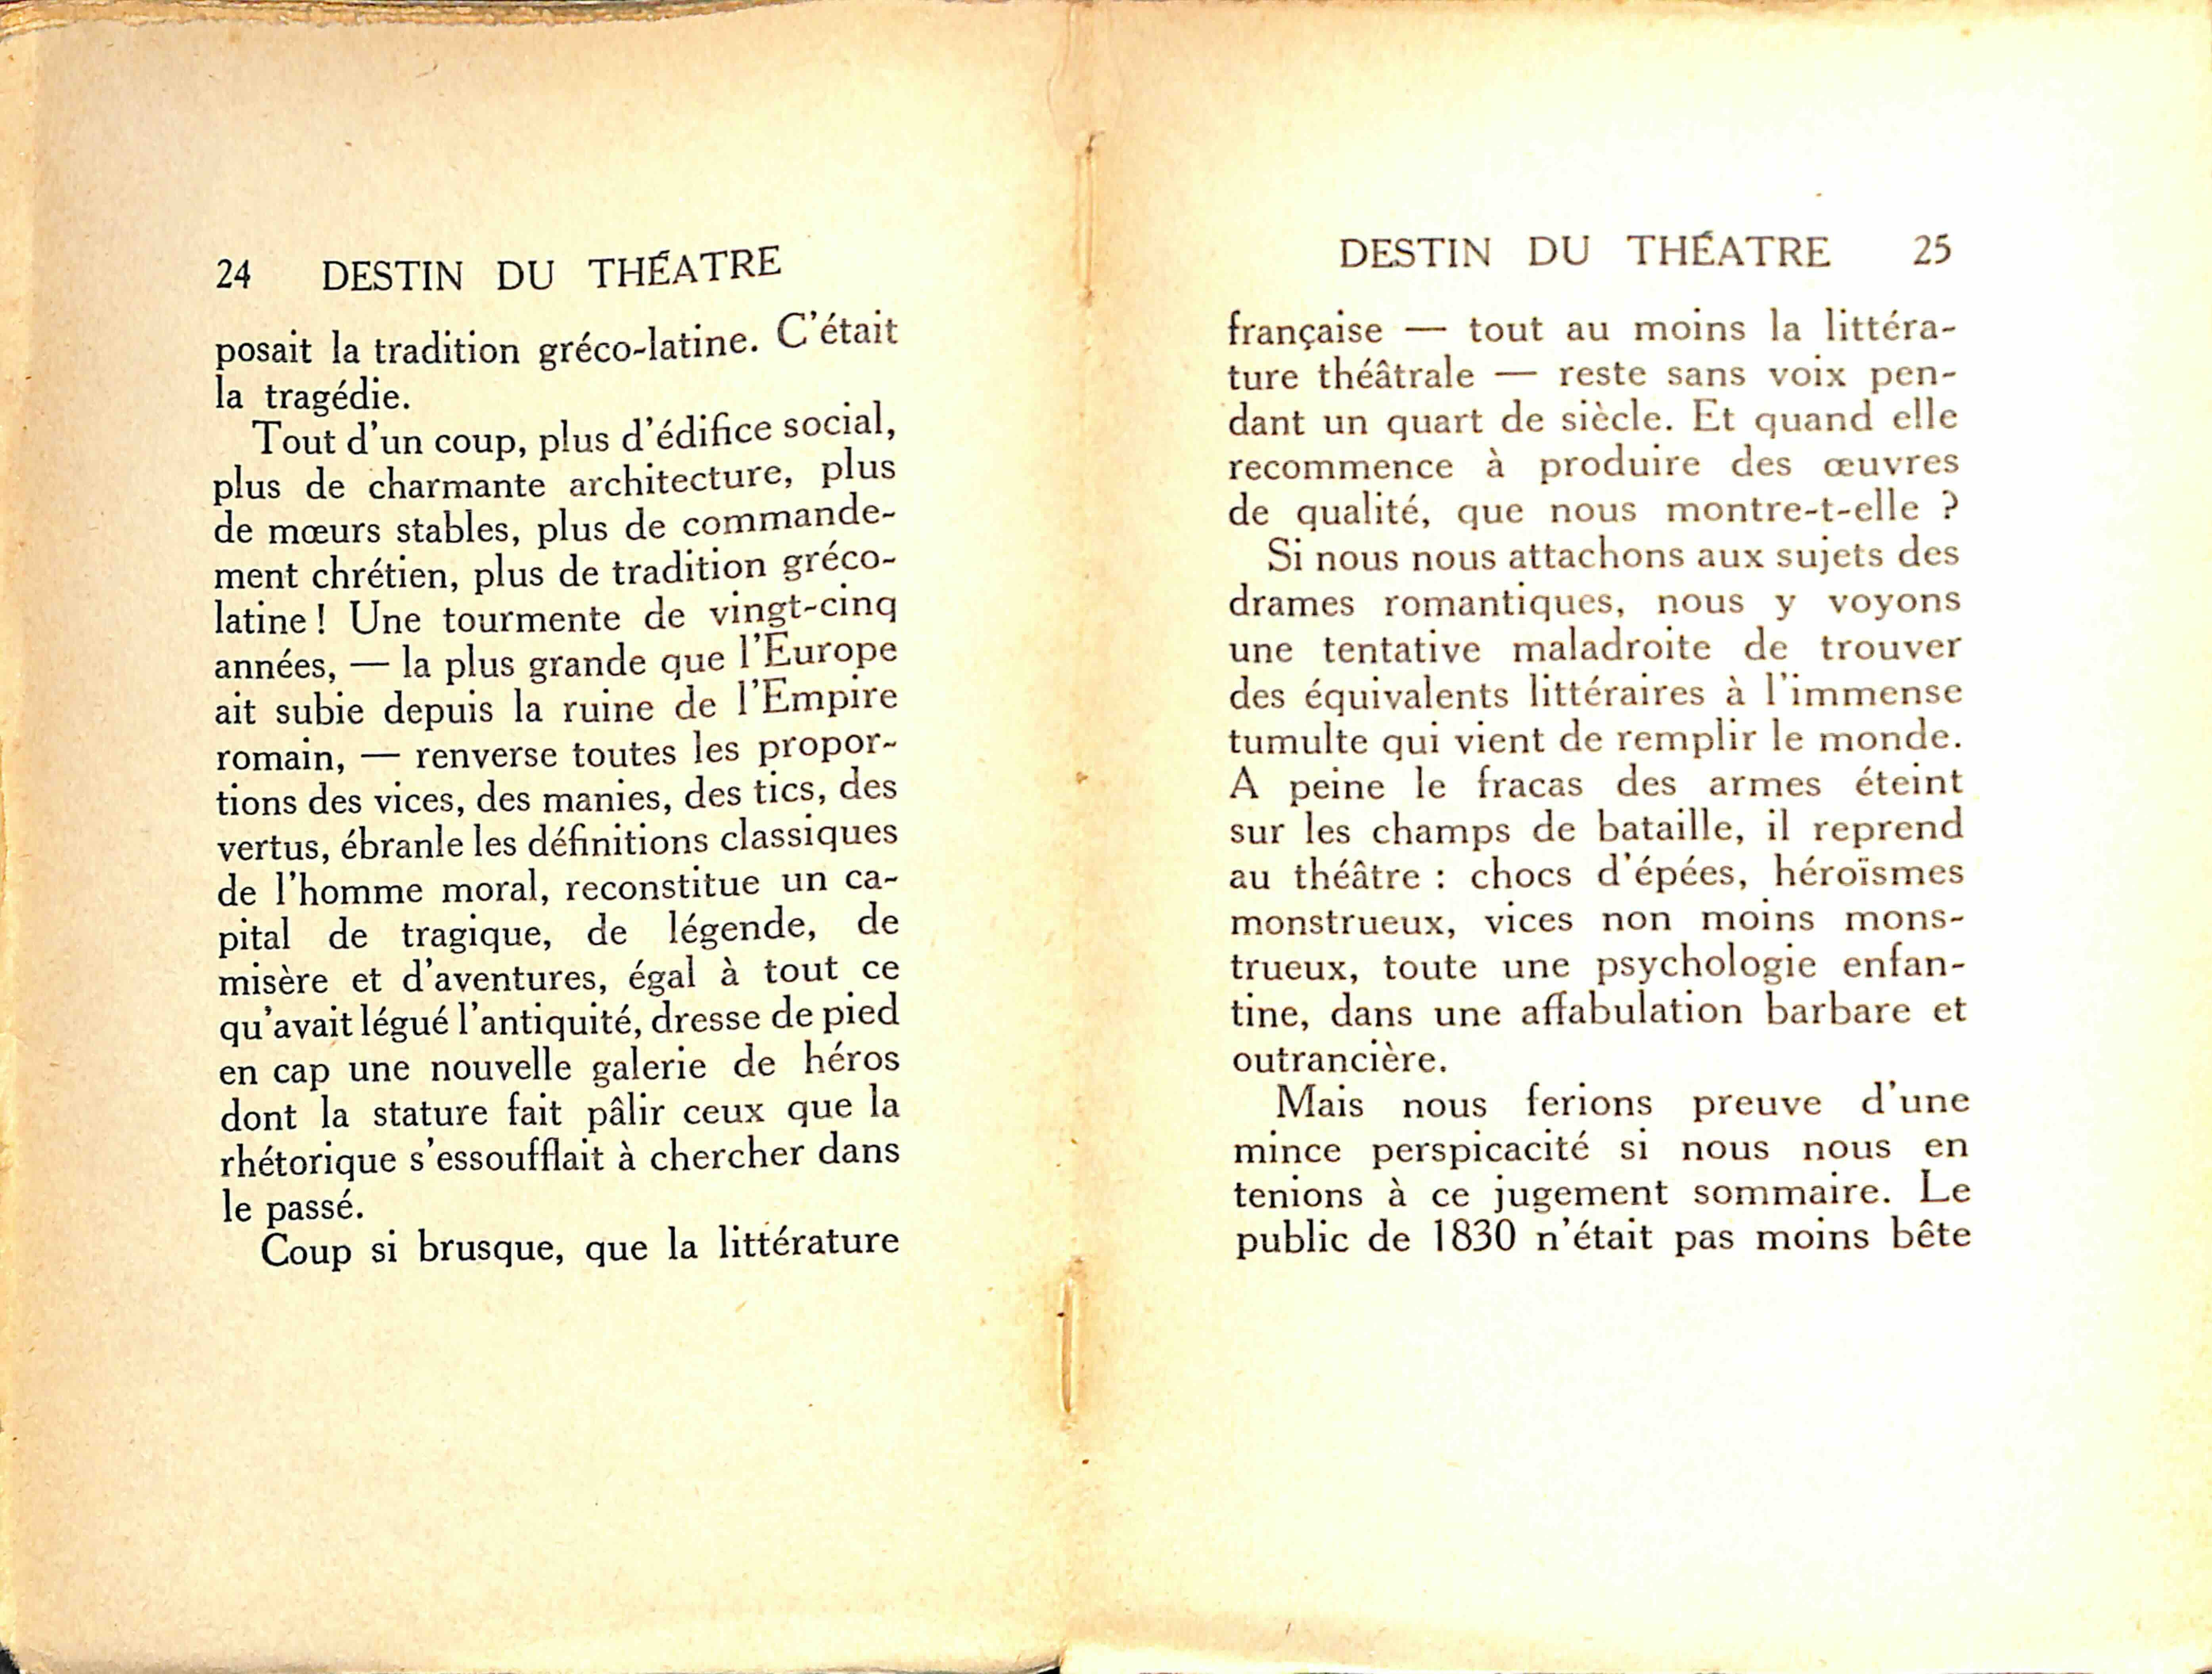 24 DESTIN DU THÉATRE
posait la tradition gréco-latine. C'était
la tragédie.
Tout d'un coup, plus d'édifice social,
plus de charmante architecture, plus
de mœurs stables, plus de commande-
ment chrétien, plus de tradition gréco-
latine ! Une tourmente de vingt-cinq
années, — la plus grande que l'Europe
ait subie depuis la ruine de l'Empire
romain, — renverse toutes les propor-
tions des vices, des manies, des tics, des
vertus, ébranle les définitions classiques
de l'homme moral, reconstitue un ca-
pital de tragique, de légende, de
misère et d'aventures, égal à tout ce
qu'avait légué l'antiquité, dresse de pied
en cap une nouvelle galerie de héros
dont la stature fait pâlir ceux que la
rhétorique s'essoufflait à chercher dans
le passé.
Coup si brusque, que la littérature
DESTIN DU THÉATRE 25
française — tout au moins la littéra-
ture théâtrale — reste sans voix pen-
dant un quart de siècle. Et quand elle
recommence à produire des œuvres
de qualité, que nous montre-t-elle ?
Si nous nous attachons aux sujets des
drames romantiques, nous y voyons
une tentative maladroite de trouver
des équivalents littéraires à l'immense
tumulte qui vient de remplir le monde.
A peine le fracas des armes éteint
sur les champs de bataille, il reprend
au théâtre : chocs d'épées, héroïsmes
monstrueux, vices non moins mons-
trueux, toute une psychologie enfan-
tine, dans une affabulation barbare et
outrancière.
Mais nous ferions preuve d'une
mince perspicacité si nous nous en
tenions à ce jugement sommaire. Le
public de 1830 n'était pas moins bête